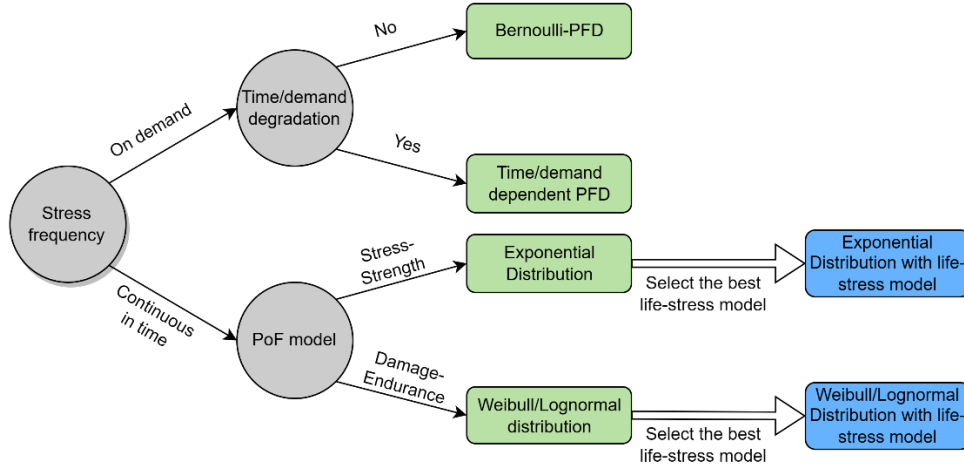 Stress
frequency
On demand
Continuous
in time
Time/demand
degradation
No
Yes
Bernoulli-PFD
Time/demand
dependent PFD
PoF model
Stress-
Strength
Damage-
Endurance
Exponential
Distribution
Select the best
life-stress model
Exponential
Distribution with life-
stress model
Weibull/Lognormal
distribution
Select the best
life-stress model
Weibull/Lognormal
Distribution with life-
stress model